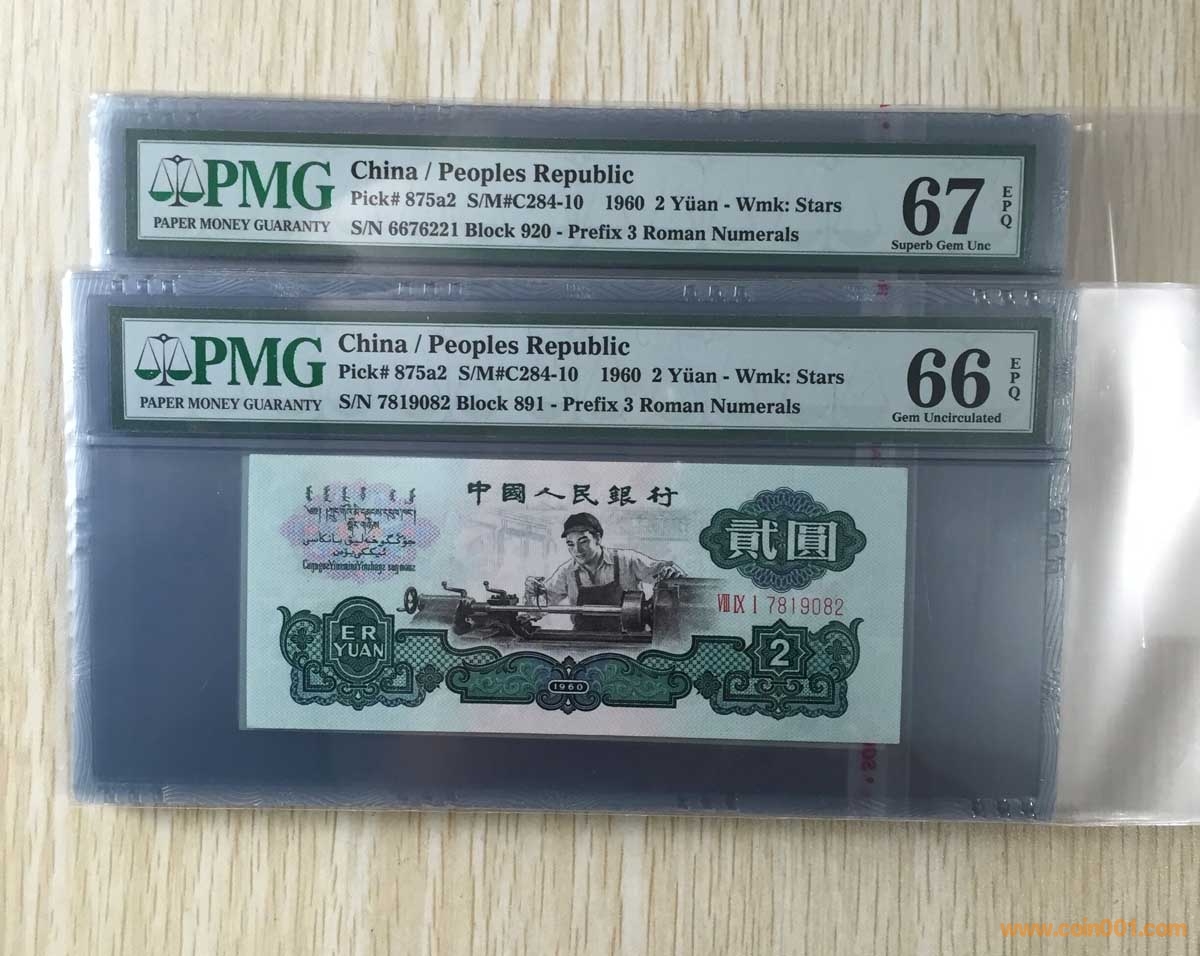 PMG
PAPER MONEY GUARANTY
China / Peoples Republic
Pick# 875a2 S/M#C284-10 1960 2 Yüan - Wmk: Stars
S/N 6676221 Block 920 - Prefix 3 Roman Numerals
67
EPQ
Superb Gem Unc
PMG
PAPER MONEY GUARANTY
China / Peoples Republic
Pick# 875a2 S/M#C284-10 1960 2 Yüan - Wmk: Stars
S/N 7819082 Block 891 - Prefix 3 Roman Numerals
66
EPQ
Gem Uncirculated
中國人民銀行
貳圓
VIII IX I 7819082
ER
YUAN
2
1960
www.coin001.com